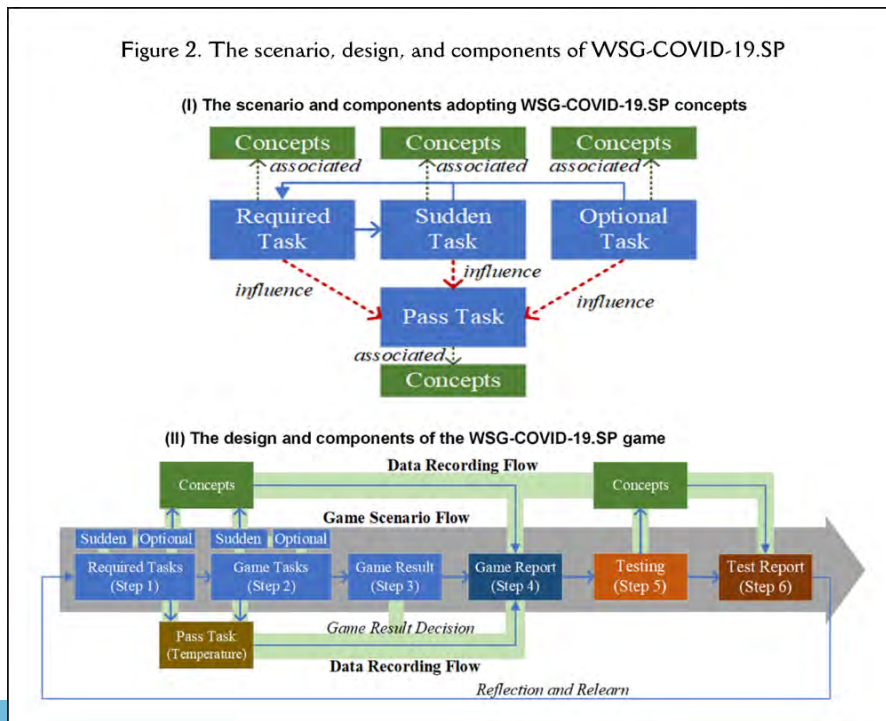 Figure 2. The scenario, design, and components of WSG-COVID-19.SP
(I) The scenario and components adopting WSG-COVID-19.SP concepts
Concepts
Concepts
Concepts
associated
associated
associated
Required
Task
Sudden
Task
Optional
Task
influence
influence
influence
Pass Task
associated
Concepts
(II) The design and components of the WSG-COVID-19.SP game
Data Recording Flow
Concepts
Concepts
Game Scenario Flow
Sudden
Optional
Sudden
Optional
Required Tasks
(Step 1)
Game Tasks
(Step 2)
Game Result
(Step 3)
Game Report
(Step 4)
Testing
(Step 5)
Test Report
(Step 6)
Pass Task
(Temperature)
Game Result Decision
Data Recording Flow
Reflection and Relearn